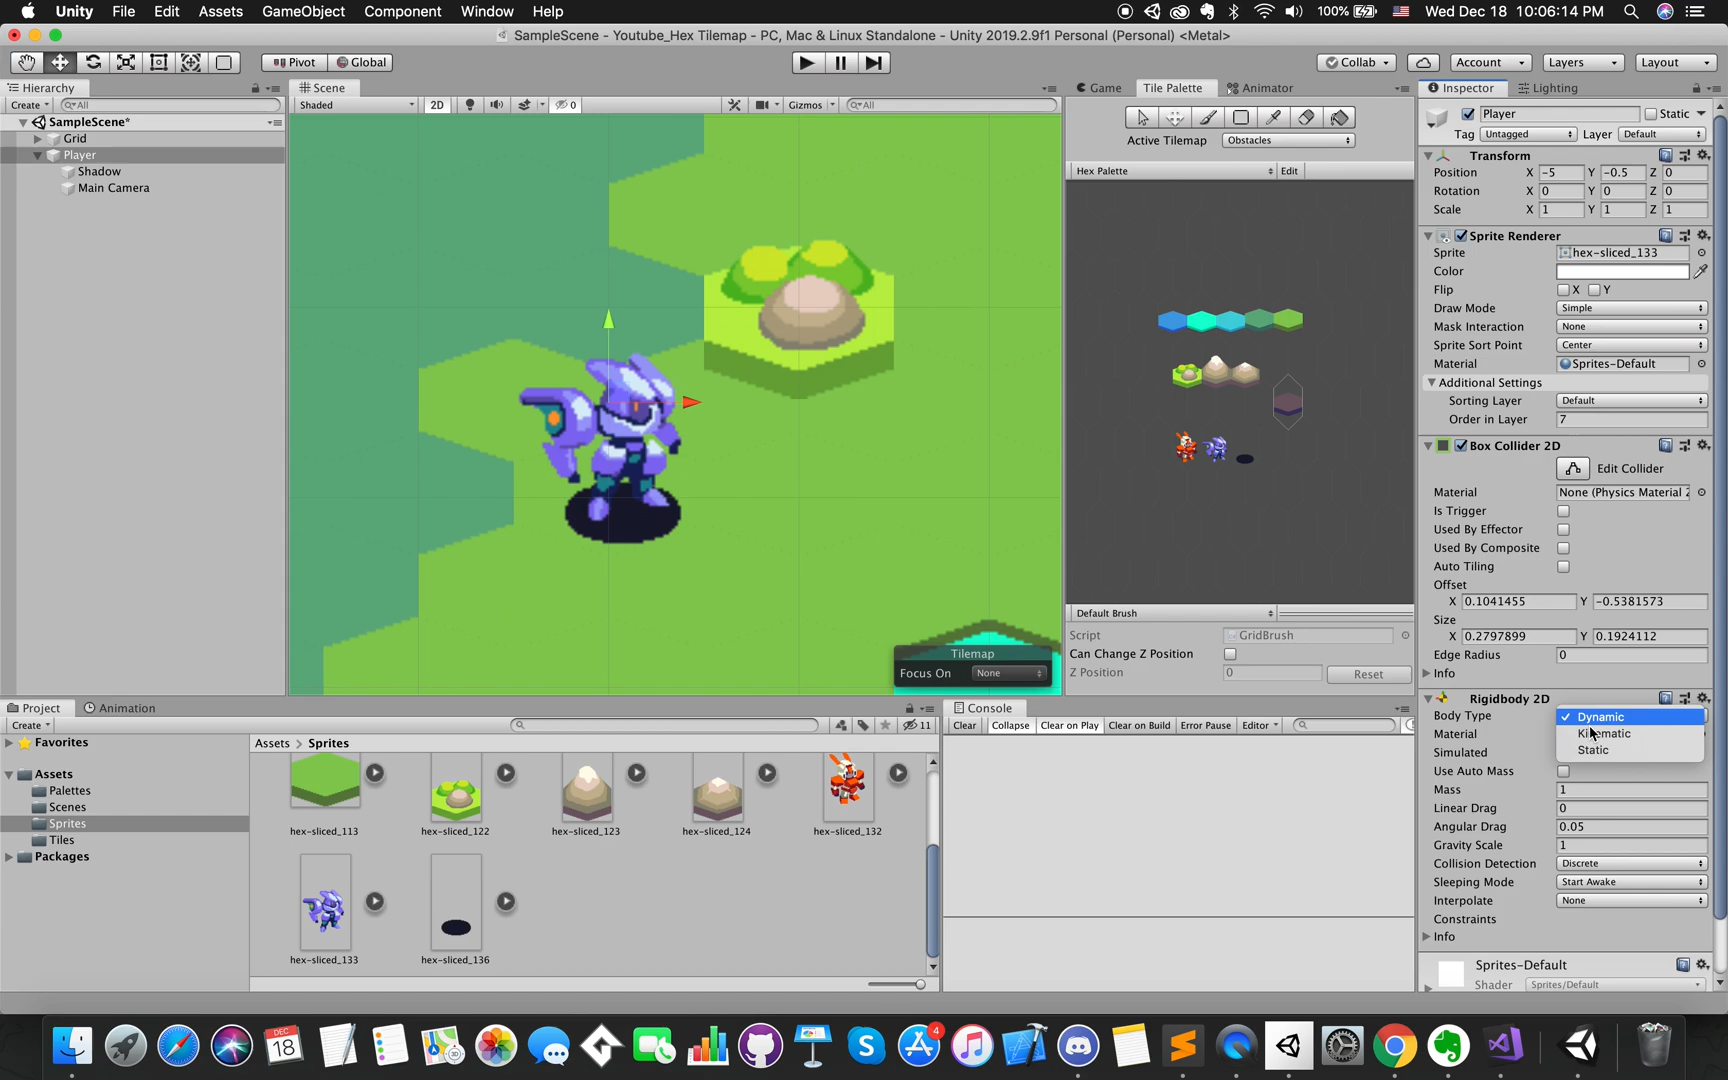 Unity File Edit Assets GameObject Component Window Help 100% Wed Dec 18 10:06:14 PM
SampleScene - Youtube_Hex Tilemap - PC, Mac & Linux Standalone - Unity 2019.2.9f1 Personal (Personal) <Metal>
Pivot Global Collab Account Layers Layout
Hierarchy Scene Game Tile Palette Animator Inspector Lighting
Create All Shaded 2D 0 Gizmos All
SampleScene*
Grid
Player
Shadow
Main Camera
Active Tilemap Obstacles
Hex Palette Edit
Tilemap
Focus On None
Default Brush
Script GridBrush
Can Change Z Position
Z Position 0 Reset
Player Static
Tag Untagged Layer Default
Transform
Position X -5 Y -0.5 Z 0
Rotation X 0 Y 0 Z 0
Scale X 1 Y 1 Z 1
Sprite Renderer
Sprite hex-sliced_133
Color
Flip X Y
Draw Mode Simple
Mask Interaction None
Sprite Sort Point Center
Material Sprites-Default
Additional Settings
Sorting Layer Default
Order in Layer 7
Box Collider 2D
Edit Collider
Material None (Physics Material 2
Is Trigger
Used By Effector
Used By Composite
Auto Tiling
Offset
X 0.1041455 Y -0.5381573
Size
X 0.2797899 Y 0.1924112
Edge Radius 0
Info
Rigidbody 2D
Body Type Dynamic
Material Kinematic
Simulated Static
Use Auto Mass
Mass 1
Linear Drag 0
Angular Drag 0.05
Gravity Scale 1
Collision Detection Discrete
Sleeping Mode Start Awake
Interpolate None
Constraints
Info
Sprites-Default
Shader Sprites/Default
Project Animation Console
Create 11 Clear Collapse Clear on Play Clear on Build Error Pause Editor
Favorites
Assets
Palettes
Scenes
Sprites
Tiles
Packages
Assets > Sprites
hex-sliced_113 hex-sliced_122 hex-sliced_123 hex-sliced_124 hex-sliced_132
hex-sliced_133 hex-sliced_136
DEC
18
4